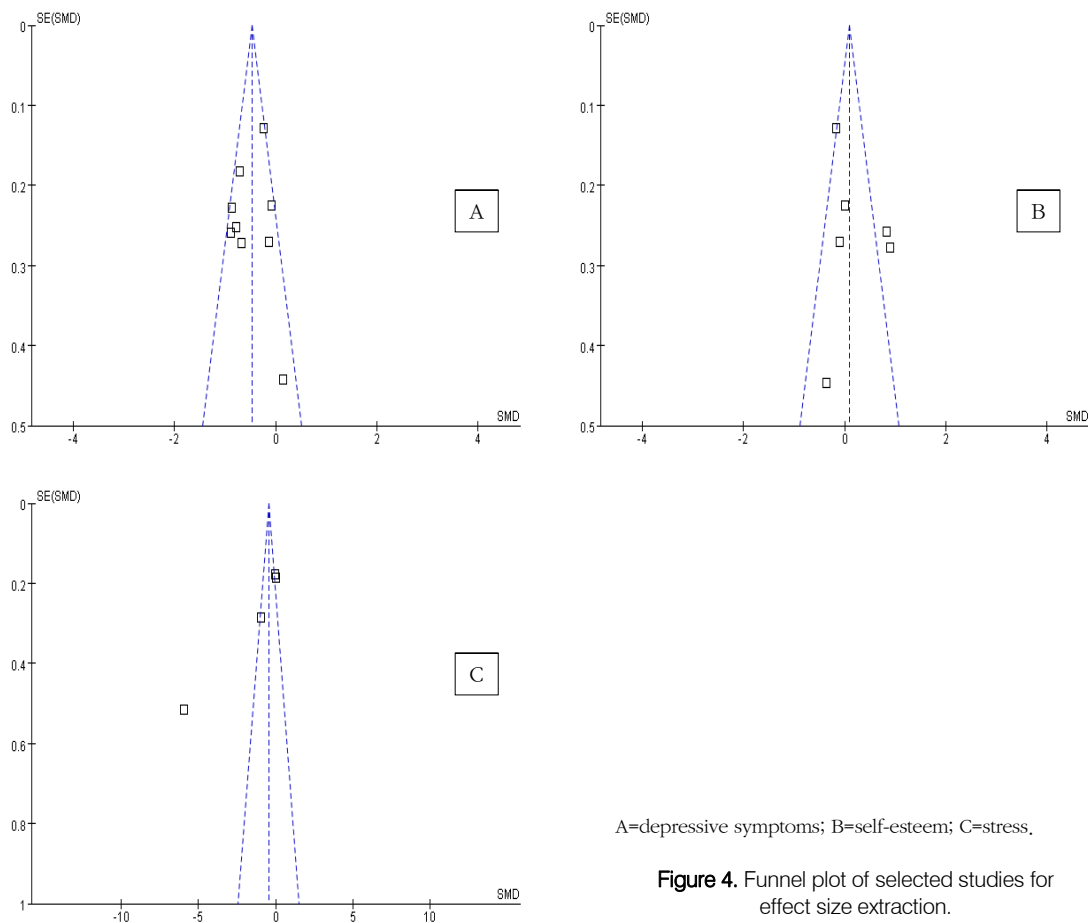 0 SE(SMD)
0.1
0.2
0.3
0.4
0.5
-4 -2 0 2 4
SMD
A
0 SE(SMD)
0.1
0.2
0.3
0.4
0.5
-4 -2 0 2 4
SMD
B
0 SE(SMD)
0.2
0.4
0.6
0.8
1
-10 -5 0 5 10
SMD
C
A=depressive symptoms; B=self-esteem; C=stress.
Figure 4. Funnel plot of selected studies for
effect size extraction.